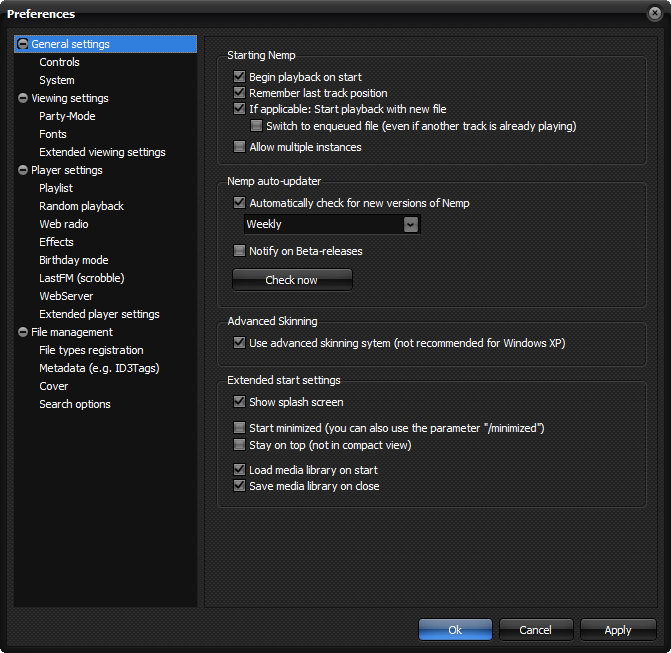 Preferences
General settings
Controls
System
Viewing settings
Party-Mode
Fonts
Extended viewing settings
Player settings
Playlist
Random playback
Web radio
Effects
Birthday mode
LastFM (scrobble)
WebServer
Extended player settings
File management
File types registration
Metadata (e.g. ID3Tags)
Cover
Search options
Starting Nemp
Begin playback on start
Remember last track position
If applicable: Start playback with new file
Switch to enqueued file (even if another track is already playing)
Allow multiple instances
Nemp auto-updater
Automatically check for new versions of Nemp
Weekly
Notify on Beta-releases
Check now
Advanced Skinning
Use advanced skinning sytem (not recommended for Windows XP)
Extended start settings
Show splash screen
Start minimized (you can also use the parameter "/minimized")
Stay on top (not in compact view)
Load media library on start
Save media library on close
Ok
Cancel
Apply